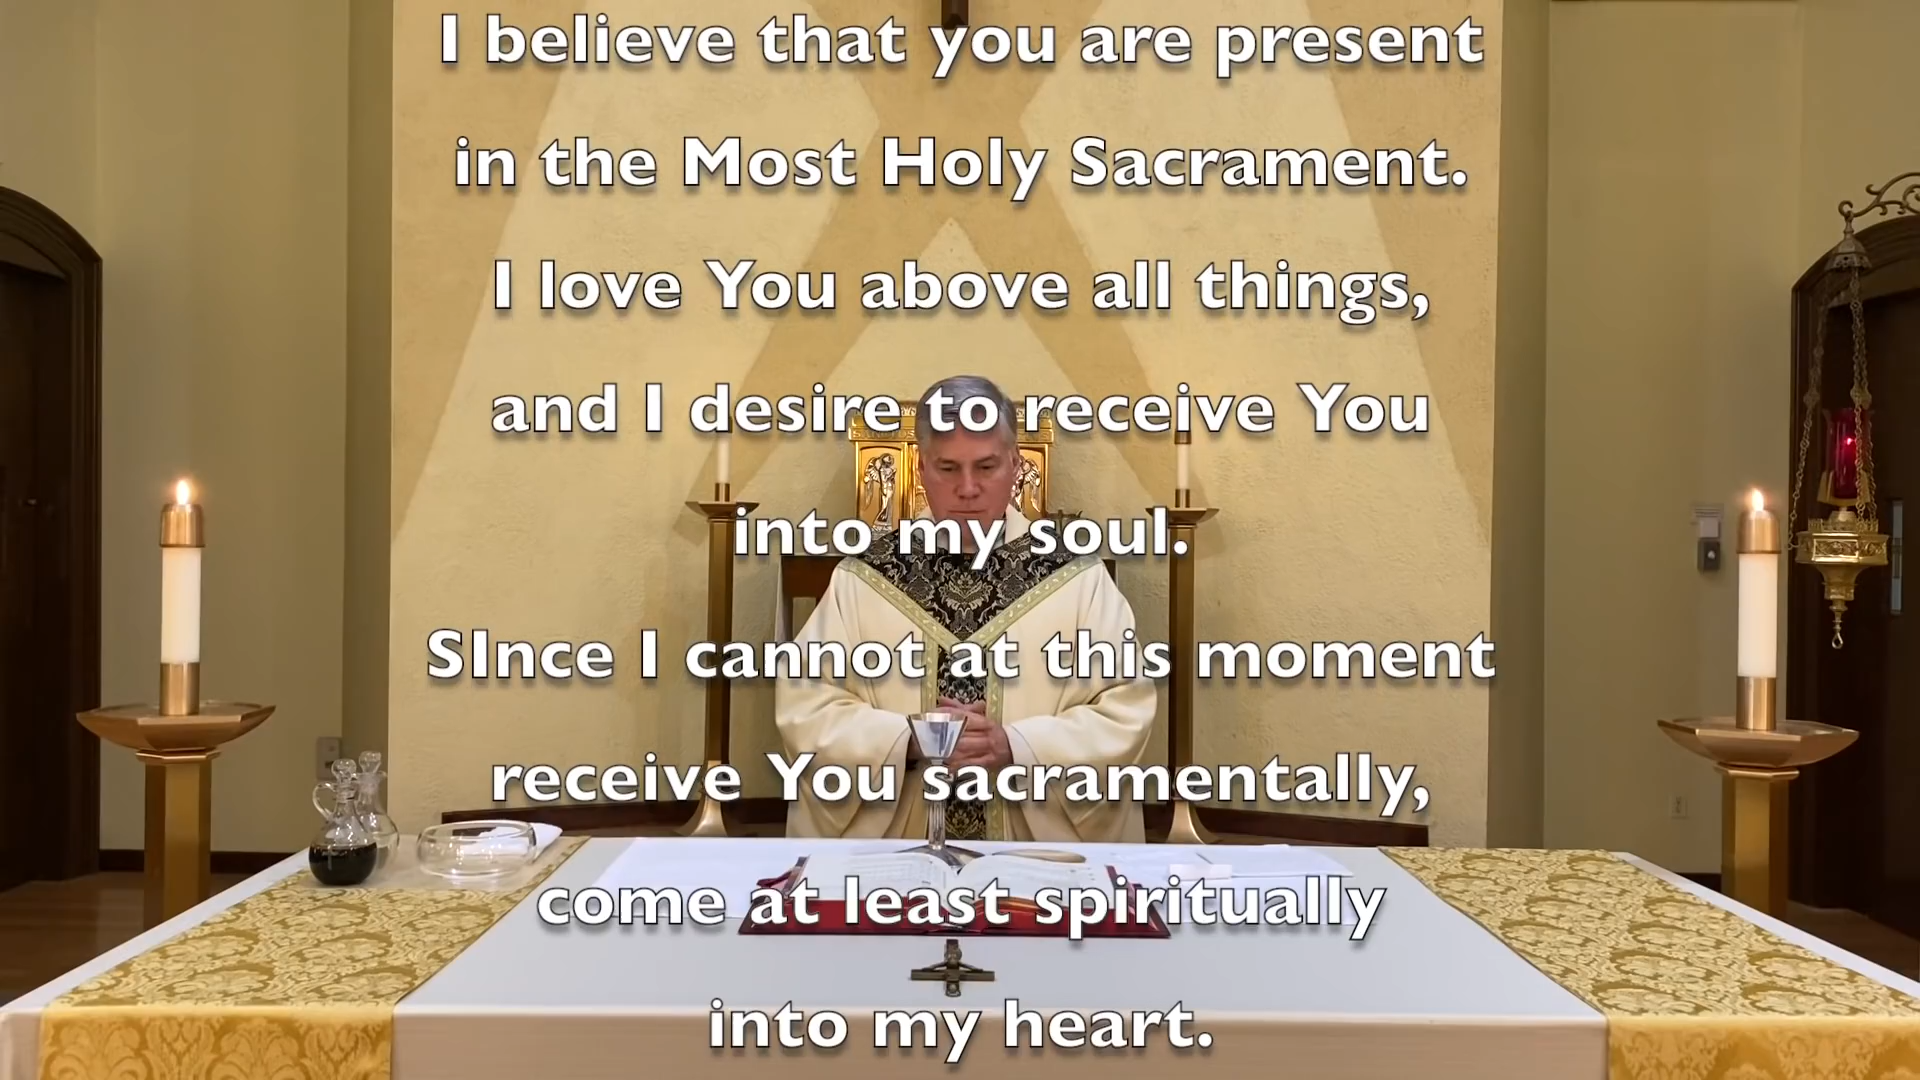 I believe that you are present
in the Most Holy Sacrament.
I love You above all things,
and I desire to receive You
into my soul.
SInce I cannot at this moment
receive You sacramentally,
come at least spiritually
into my heart.